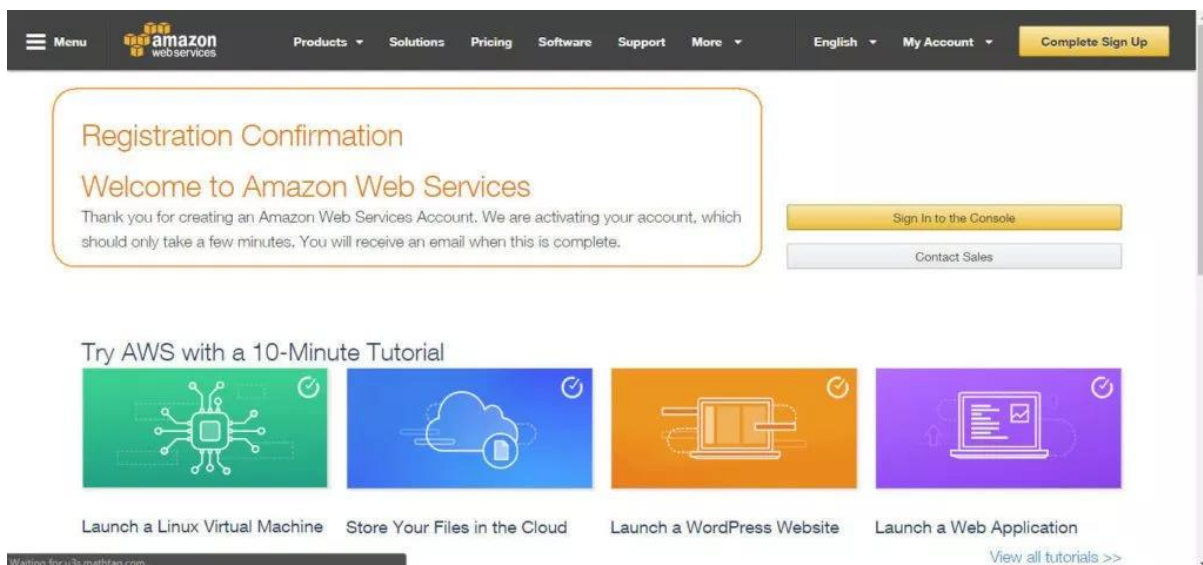 Menu
amazon
webservices
Products
Solutions
Pricing
Software
Support
More
English
My Account
Complete Sign Up
Registration Confirmation
Welcome to Amazon Web Services
Thank you for creating an Amazon Web Services Account. We are activating your account, which
should only take a few minutes. You will receive an email when this is complete.
Sign In to the Console
Contact Sales
Try AWS with a 10-Minute Tutorial
Launch a Linux Virtual Machine
Store Your Files in the Cloud
Launch a WordPress Website
Launch a Web Application
View all tutorials >>
Waiting for